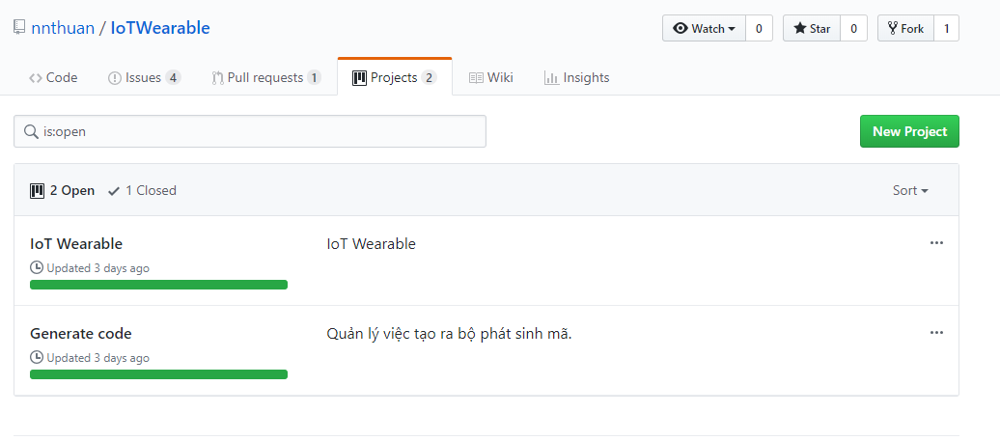 nnthuan / IoTWearable
Watch 0 Star 0 Fork 1
Code Issues 4 Pull requests 1 Projects 2 Wiki Insights
is:open
New Project
2 Open 1 Closed Sort
IoT Wearable IoT Wearable
Updated 3 days ago
Generate code Quản lý việc tạo ra bộ phát sinh mã.
Updated 3 days ago